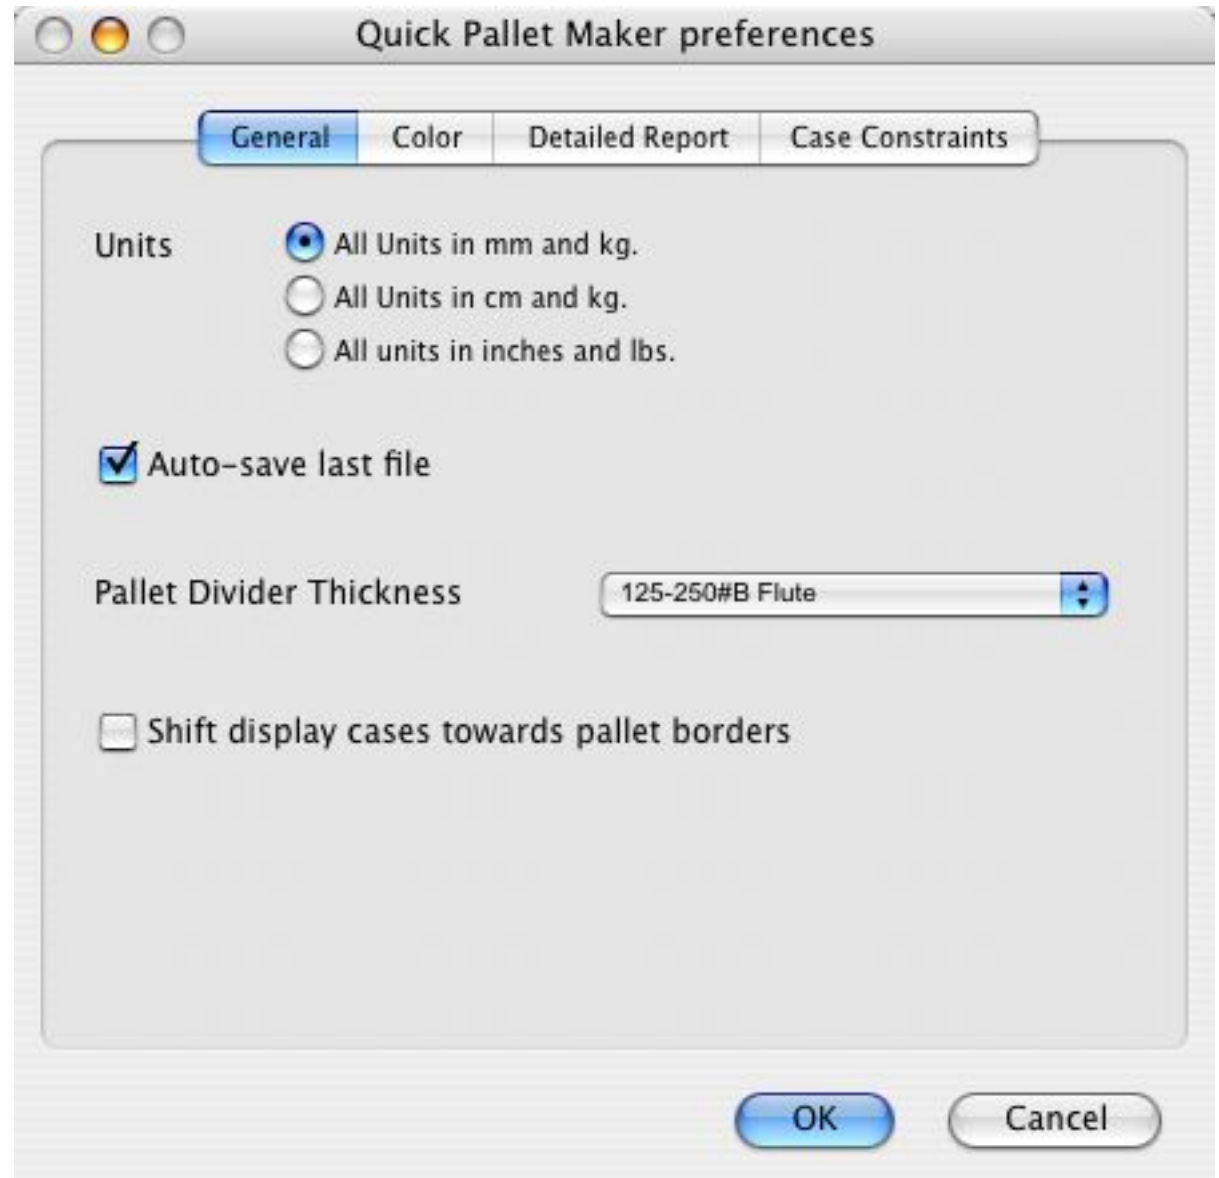 Quick Pallet Maker preferences
General Color Detailed Report Case Constraints
Units All Units in mm and kg.
All Units in cm and kg.
All units in inches and lbs.
Auto-save last file
Pallet Divider Thickness 125-250#B Flute
Shift display cases towards pallet borders
OK Cancel